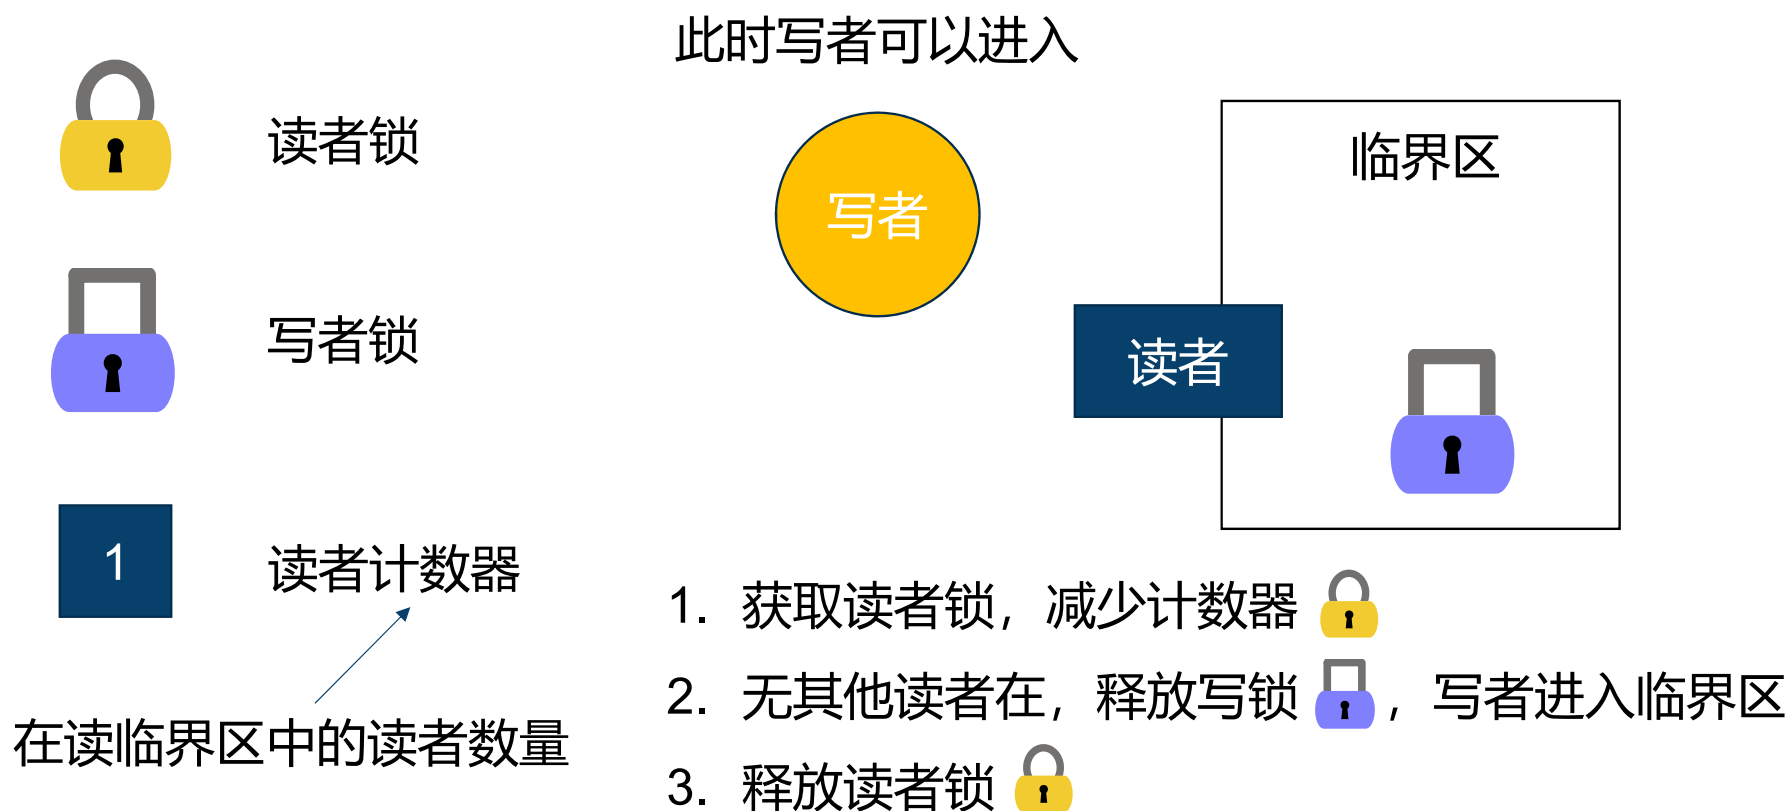 此时写者可以进入
读者锁
写者锁
1
读者计数器
在读临界区中的读者数量
写者
临界区
读者
1. 获取读者锁，减少计数器
2. 无其他读者在，释放写锁 ，写者进入临界区
3. 释放读者锁